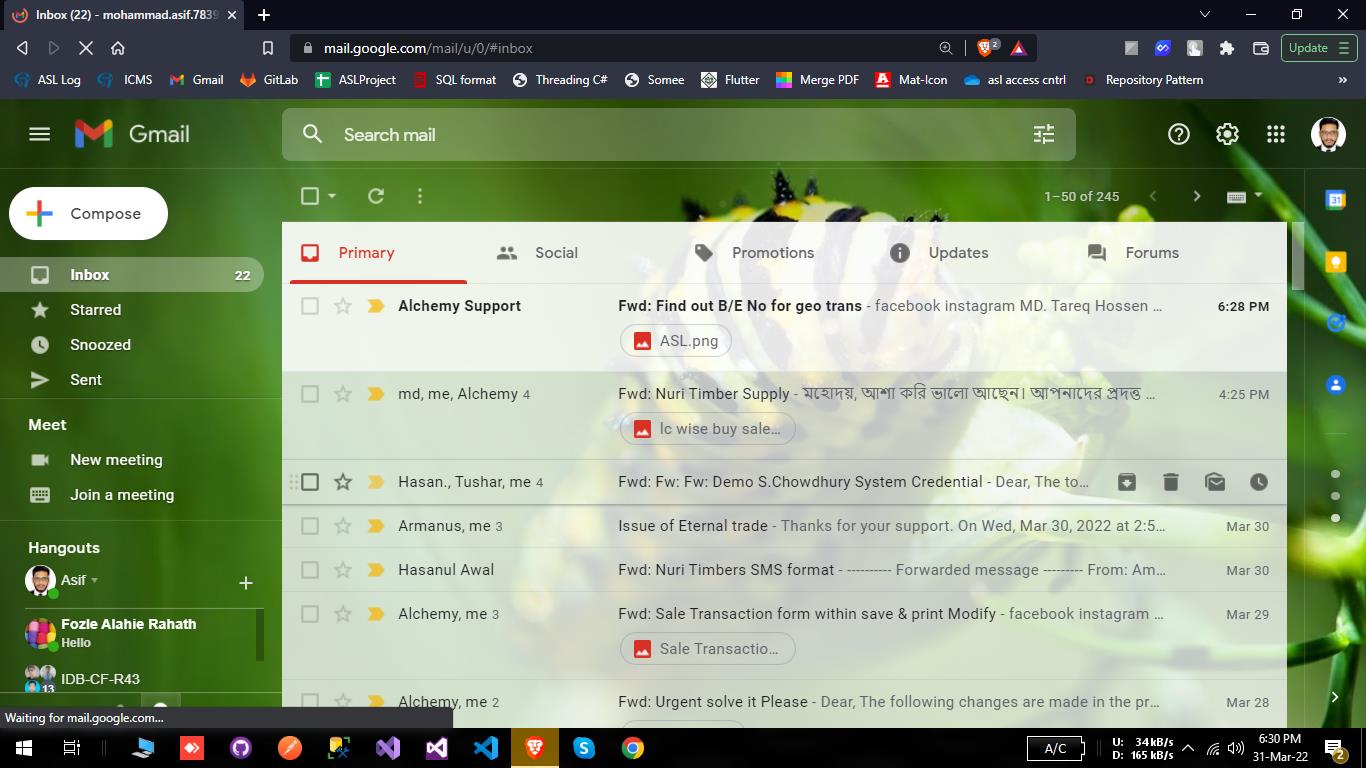 Inbox (22) - mohammad.asif.7839
mail.google.com/mail/u/0/#inbox
2
Update
ASL Log
ICMS
Gmail
GitLab
ASLProject
SQL format
Threading C#
Somee
Flutter
Merge PDF
Mat-Icon
asl access cntrl
Repository Pattern
»
Gmail
Search mail
Compose
1–50 of 245
31
Inbox 22
Starred
Snoozed
Sent
Meet
New meeting
Join a meeting
Hangouts
Asif
Fozle Alahie Rahath
Hello
IDB-CF-R43
13
Primary
Social
Promotions
Updates
Forums
Alchemy Support Fwd: Find out B/E No for geo trans - facebook instagram MD. Tareq Hossen ... 6:28 PM
ASL.png
md, me, Alchemy 4 Fwd: Nuri Timber Supply - মহোদয়, আশা করি ভালো আছেন। আপনাদের প্রদত্ত ... 4:25 PM
lc wise buy sale...
Hasan., Tushar, me 4 Fwd: Fw: Fw: Demo S.Chowdhury System Credential - Dear, The to...
Armanus, me 3 Issue of Eternal trade - Thanks for your support. On Wed, Mar 30, 2022 at 2:5... Mar 30
Hasanul Awal Fwd: Nuri Timbers SMS format - ---------- Forwarded message --------- From: Am... Mar 30
Alchemy, me 3 Fwd: Sale Transaction form within save & print Modify - facebook instagram ... Mar 29
Sale Transactio...
Alchemy, me 2 Fwd: Urgent solve it Please - Dear, The following changes are made in the pr... Mar 28
Waiting for mail.google.com...
A/C
U: 34 kB/s
D: 165 kB/s
6:30 PM
31-Mar-22
2